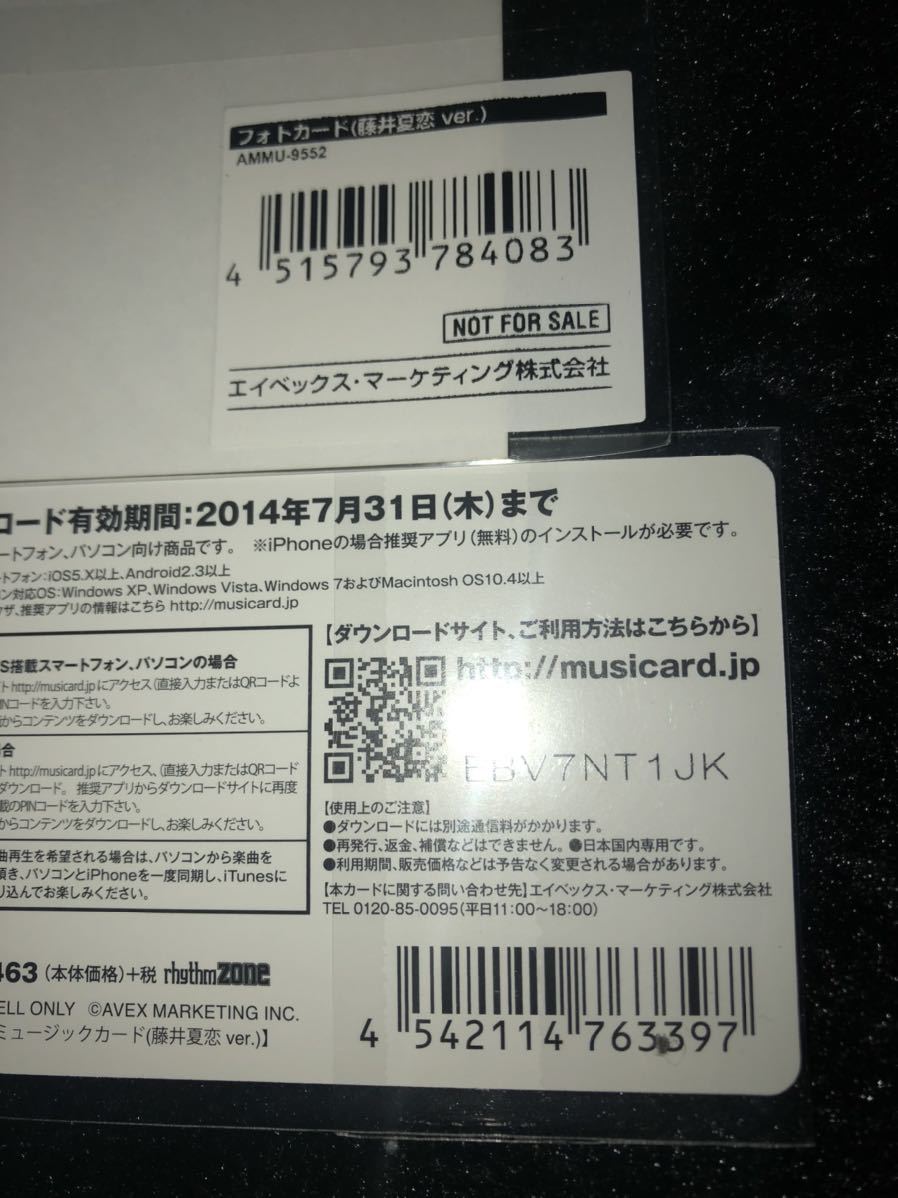 フォトカード(藤井夏恋 ver.)
AMMU-9552
4 515793 784083
NOT FOR SALE
エイベックス・マーケティング株式会社
コード有効期間:2014年7月31日(木)まで
ートフォン、パソコン向け商品です。 ※iPhoneの場合推奨アプリ(無料)のインストールが必要です。
ートフォン:iOS5.X以上、Android2.3以上
コン対応OS:Windows XP、Windows Vista、Windows 7およびMacintosh OS10.4以上
ウザ、推奨アプリの情報はこちら http://musicard.jp
S搭載スマートフォン、パソコンの場合
ト http://musicard.jp にアクセス(直接入力またはQRコードよ
INコードを入力下さい。
からコンテンツをダウンロードし、お楽しみください。
場合
ト http://musicard.jp にアクセス、(直接入力またはQRコード
ダウンロード。 推奨アプリからダウンロードサイトに再度
載のPINコードを入力下さい。
からコンテンツをダウンロードし、お楽しみください。
曲再生を希望される場合は、パソコンから楽曲を
頂き、パソコンとiPhoneを一度同期し、iTunesに
り込んでお楽しみください。
【ダウンロードサイト、ご利用方法はこちらから】
http://musicard.jp
EBV7NT1JK
【使用上のご注意】
●ダウンロードには別途通信料がかかります。
●再発行、返金、補償などはできません。 ●日本国内専用です。
●利用期間、販売価格などは予告なく変更される場合があります。
【本カードに関する問い合わせ先】エイベックス・マーケティング株式会社
TEL 0120-85-0095(平日11:00〜18:00)
463 (本体価格)+税 rhythmzone
ELL ONLY ©AVEX MARKETING INC.
ミュージックカード(藤井夏恋 ver.)】
4 542114 763397